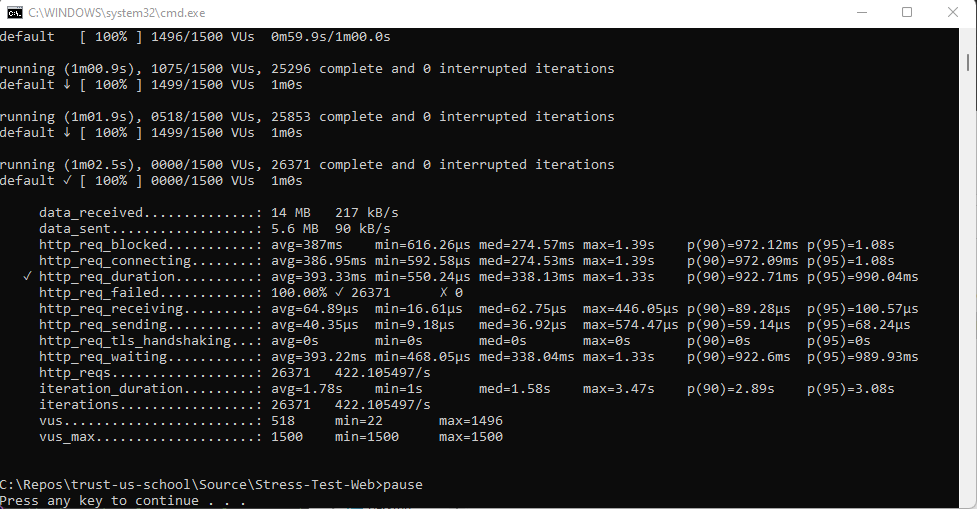 C:\WINDOWS\system32\cmd.exe
default   [ 100% ] 1496/1500 VUs  0m59.9s/1m00.0s
running (1m00.9s), 1075/1500 VUs, 25296 complete and 0 interrupted iterations
default ↓ [ 100% ] 1499/1500 VUs  1m0s
running (1m01.9s), 0518/1500 VUs, 25853 complete and 0 interrupted iterations
default ↓ [ 100% ] 1499/1500 VUs  1m0s
running (1m02.5s), 0000/1500 VUs, 26371 complete and 0 interrupted iterations
default ✓ [ 100% ] 0000/1500 VUs  1m0s
data_received..............: 14 MB   217 kB/s
data_sent..................: 5.6 MB  90 kB/s
http_req_blocked...........: avg=387ms    min=616.26µs med=274.57ms max=1.39s    p(90)=972.12ms p(95)=1.08s
http_req_connecting........: avg=386.95ms min=592.58µs med=274.53ms max=1.39s    p(90)=972.09ms p(95)=1.08s
✓ http_req_duration..........: avg=393.33ms min=550.24µs med=338.13ms max=1.33s    p(90)=922.71ms p(95)=990.04ms
http_req_failed............: 100.00% ✓ 26371      ✗ 0
http_req_receiving.........: avg=64.89µs  min=16.61µs  med=62.75µs  max=446.05µs p(90)=89.28µs  p(95)=100.57µs
http_req_sending...........: avg=40.35µs  min=9.18µs   med=36.92µs  max=574.47µs p(90)=59.14µs  p(95)=68.24µs
http_req_tls_handshaking...: avg=0s       min=0s       med=0s       max=0s       p(90)=0s       p(95)=0s
http_req_waiting...........: avg=393.22ms min=468.05µs med=338.04ms max=1.33s    p(90)=922.6ms  p(95)=989.93ms
http_reqs..................: 26371   422.105497/s
iteration_duration.........: avg=1.78s    min=1s       med=1.58s    max=3.47s    p(90)=2.89s    p(95)=3.08s
iterations.................: 26371   422.105497/s
vus........................: 518     min=22       max=1496
vus_max....................: 1500    min=1500     max=1500
C:\Repos\trust-us-school\Source\Stress-Test-Web>pause
Press any key to continue . . .